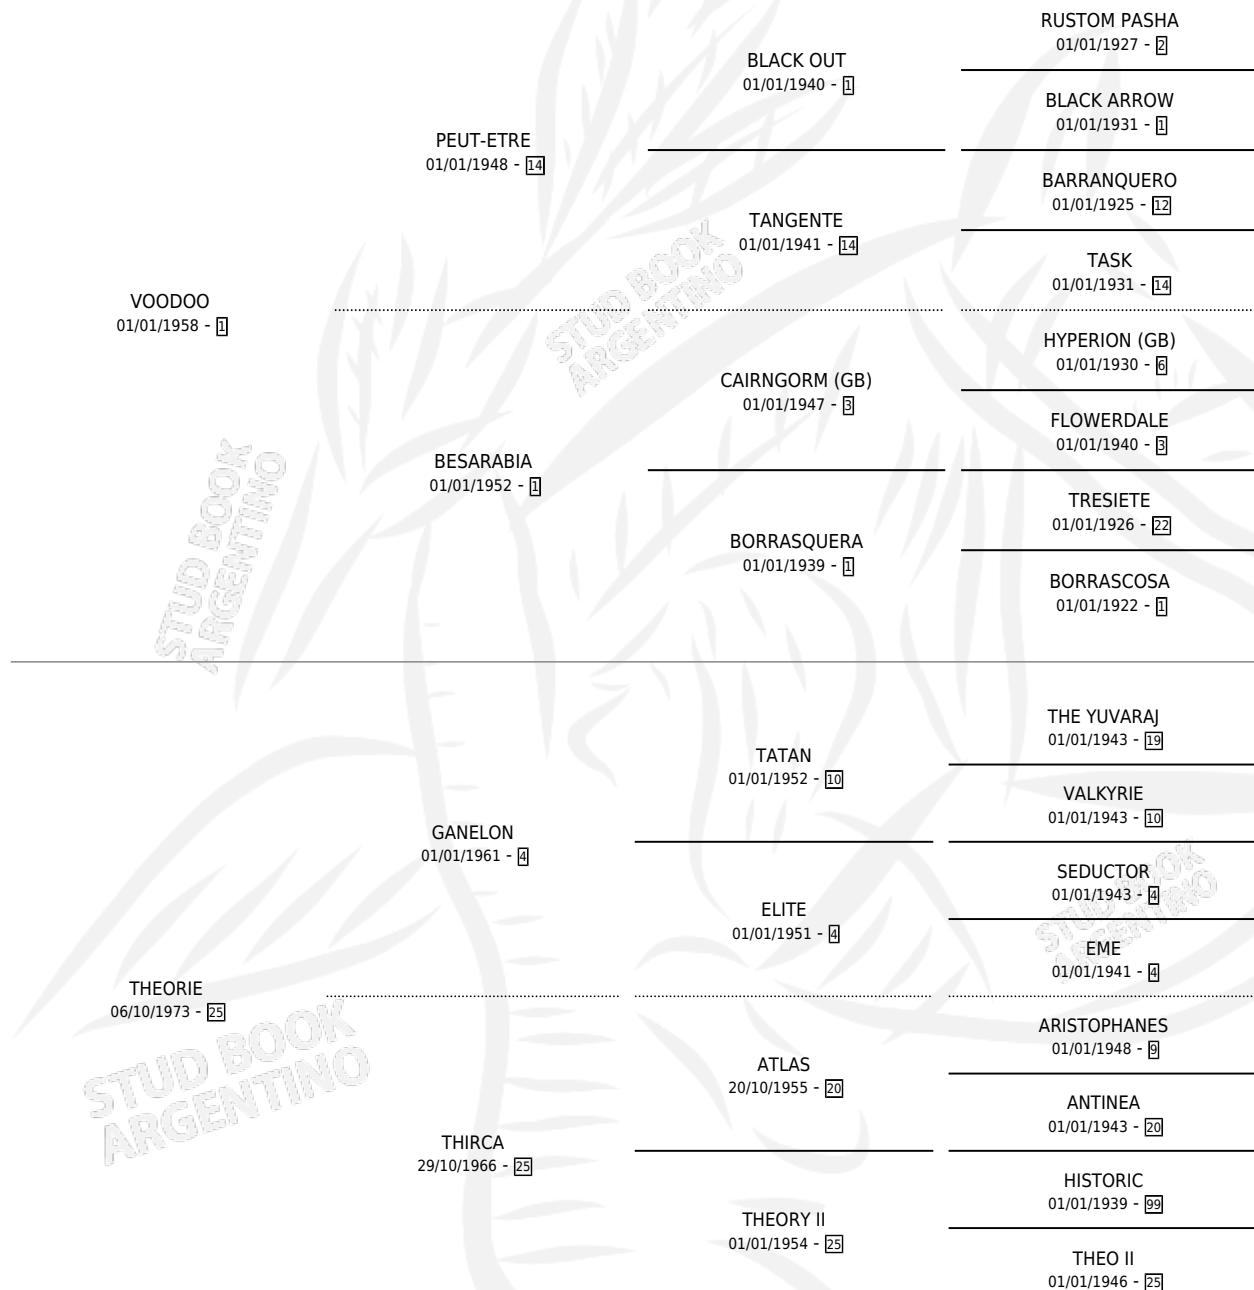 RUSTOM PASHA
01/01/1927 - 2
BLACK OUT
01/01/1940 - 1
BLACK ARROW
01/01/1931 - 1
PEUT-ETRE
01/01/1948 - 14
BARRANQUERO
01/01/1925 - 12
TANGENTE
01/01/1941 - 14
TASK
01/01/1931 - 14
VOODOO
01/01/1958 - 1
HYPERION (GB)
01/01/1930 - 6
CAIRNGORM (GB)
01/01/1947 - 3
FLOWERDALE
01/01/1940 - 3
BESARABIA
01/01/1952 - 1
TRESIETE
01/01/1926 - 22
BORRASQUERA
01/01/1939 - 1
BORRASCOSA
01/01/1922 - 1
THE YUVARAJ
01/01/1943 - 19
TATAN
01/01/1952 - 10
VALKYRIE
01/01/1943 - 10
GANELON
01/01/1961 - 4
SEDUCTOR
01/01/1943 - 4
ELITE
01/01/1951 - 4
EME
01/01/1941 - 4
THEORIE
06/10/1973 - 25
ARISTOPHANES
01/01/1948 - 9
ATLAS
20/10/1955 - 20
ANTINEA
01/01/1943 - 20
THIRCA
29/10/1966 - 25
HISTORIC
01/01/1939 - 99
THEORY II
01/01/1954 - 25
THEO II
01/01/1946 - 25
STUD BOOK
ARGENTINO
STUD BOOK
ARGENTINO
STUD BOOK
ARGENTINO
STUD BOOK
ARGENTINO